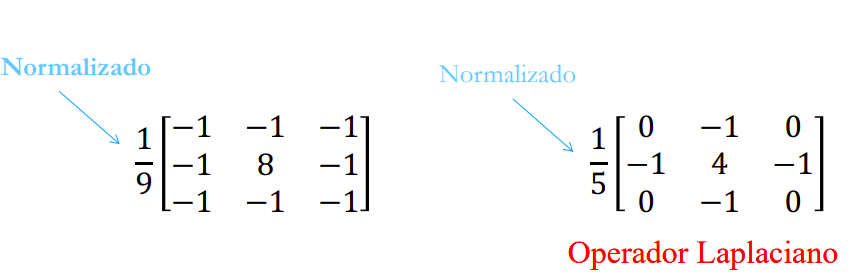 Normalizado
Normalizado
1/9 [−1 −1 −1
−1 8 −1
−1 −1 −1]
1/5 [0 −1 0
−1 4 −1
0 −1 0]
Operador Laplaciano